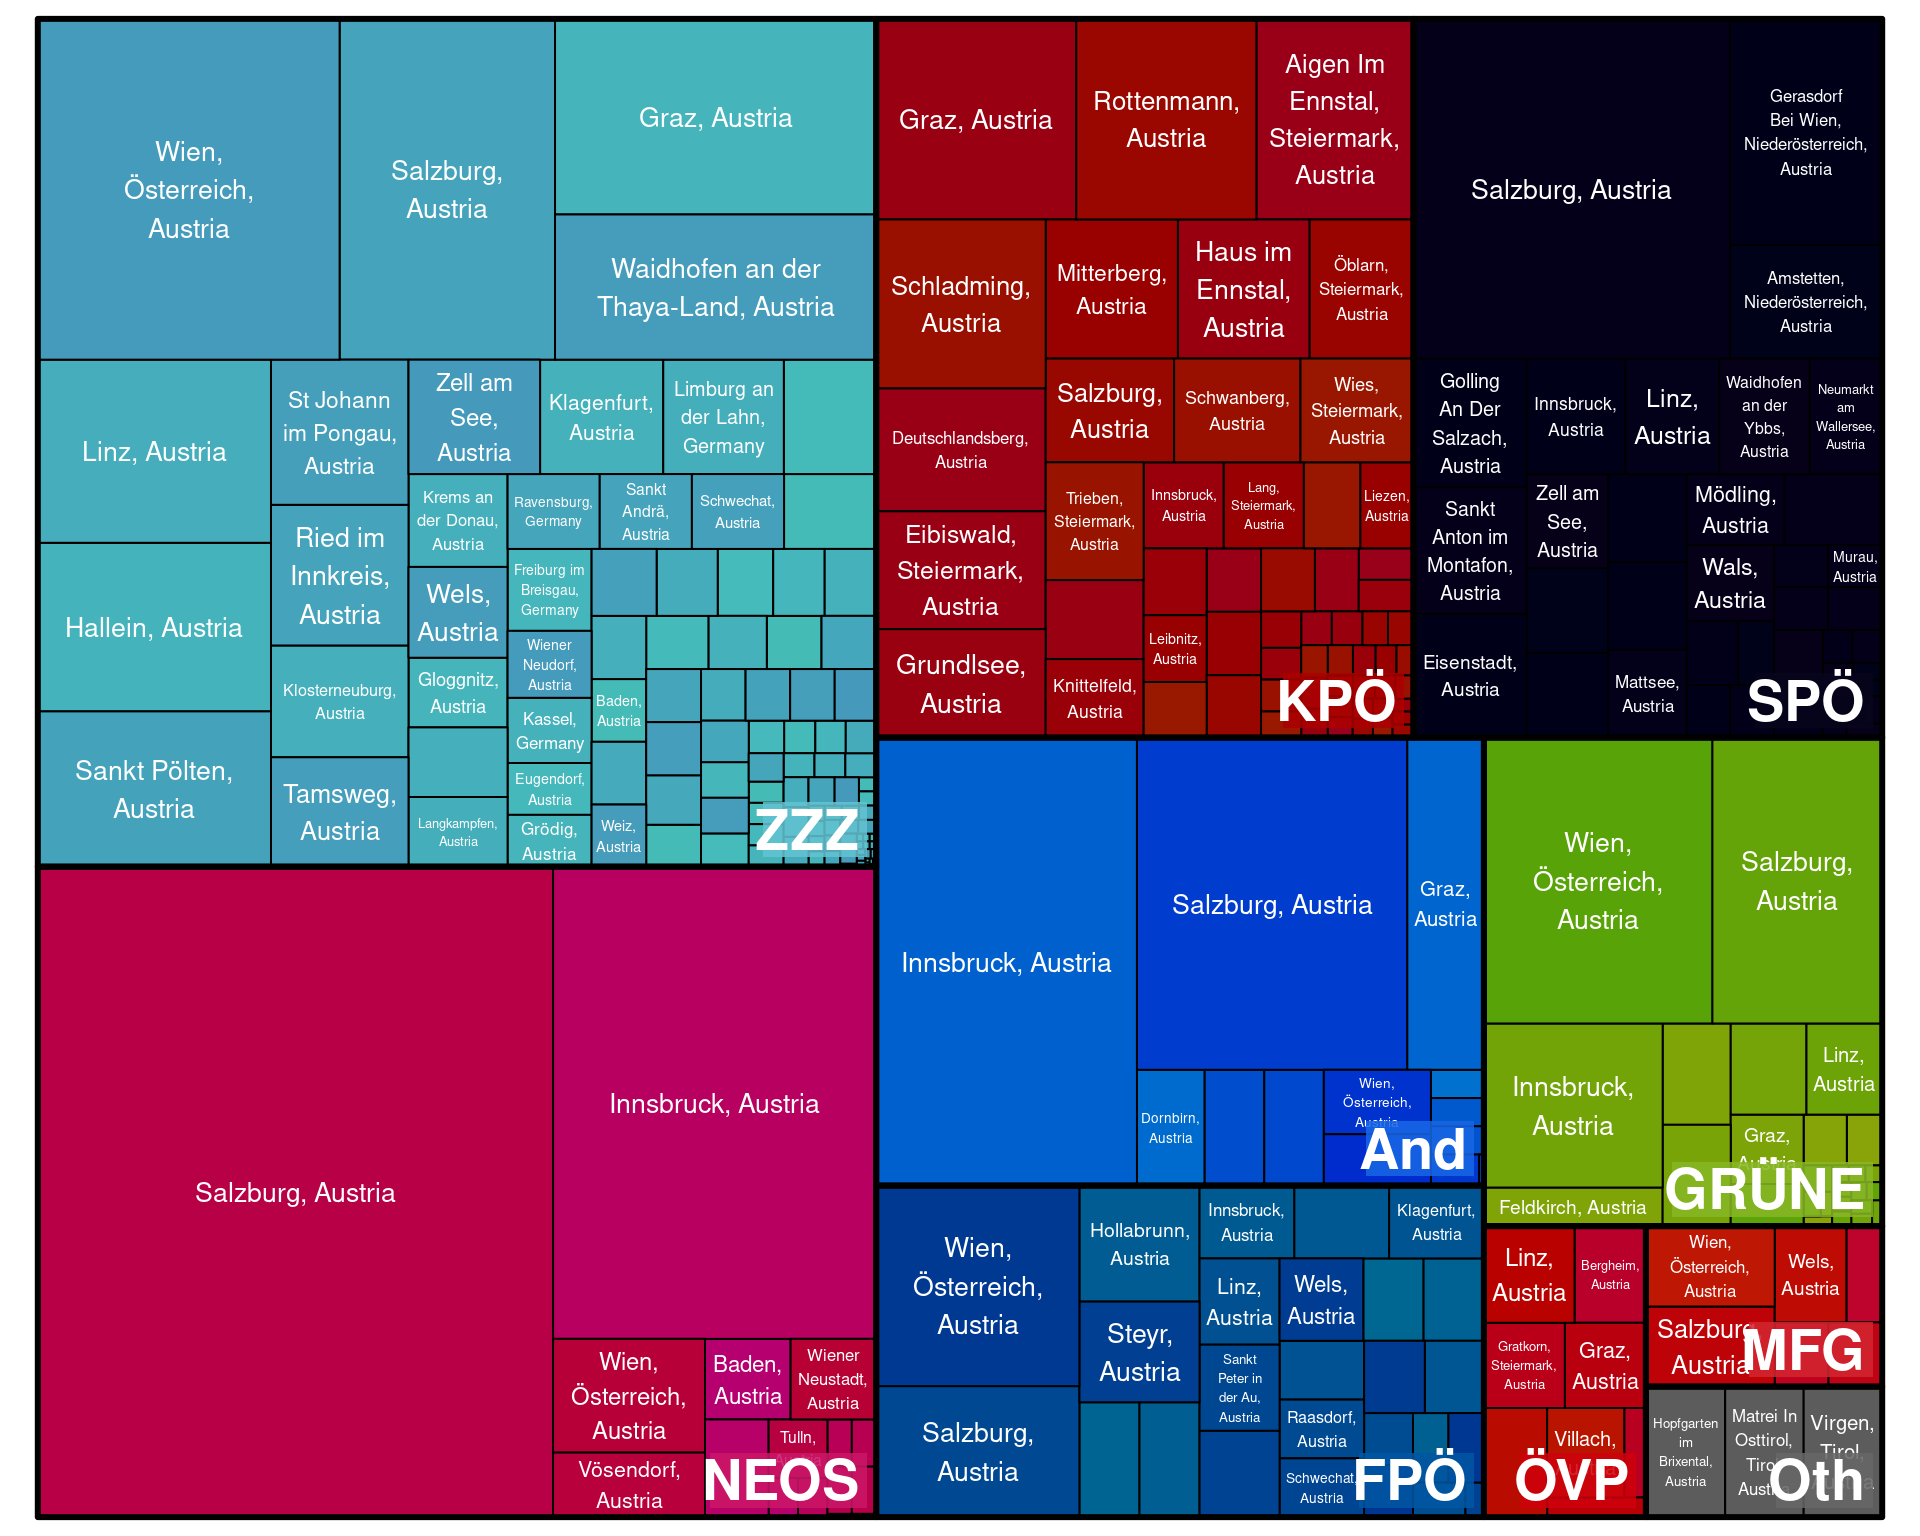 Wien,
Österreich,
Austria
Salzburg,
Austria
Graz, Austria
Waidhofen an der
Thaya-Land, Austria
Linz, Austria
Hallein, Austria
Sankt Pölten,
Austria
St Johann
im Pongau,
Austria
Ried im
Innkreis,
Austria
Klosterneuburg,
Austria
Tamsweg,
Austria
Zell am
See,
Austria
Klagenfurt,
Austria
Limburg an
der Lahn,
Germany
Krems an
der Donau,
Austria
Ravensburg,
Germany
Sankt
Andrä,
Austria
Schwechat,
Austria
Wels,
Austria
Freiburg im
Breisgau,
Germany
Wiener
Neudorf,
Austria
Gloggnitz,
Austria
Kassel,
Germany
Baden,
Austria
Eugendorf,
Austria
Langkampfen,
Austria
Grödig,
Austria
Weiz,
Austria
ZZZ
Graz, Austria
Rottenmann,
Austria
Aigen Im
Ennstal,
Steiermark,
Austria
Schladming,
Austria
Mitterberg,
Austria
Haus im
Ennstal,
Austria
Öblarn,
Steiermark,
Austria
Deutschlandsberg,
Austria
Salzburg,
Austria
Schwanberg,
Austria
Wies,
Steiermark,
Austria
Eibiswald,
Steiermark,
Austria
Trieben,
Steiermark,
Austria
Innsbruck,
Austria
Lang,
Steiermark,
Austria
Liezen,
Austria
Grundlsee,
Austria
Knittelfeld,
Austria
Leibnitz,
Austria
KPÖ
Salzburg, Austria
Gerasdorf
Bei Wien,
Niederösterreich,
Austria
Amstetten,
Niederösterreich,
Austria
Golling
An Der
Salzach,
Austria
Innsbruck,
Austria
Linz,
Austria
Waidhofen
an der
Ybbs,
Austria
Neumarkt
am
Wallersee,
Austria
Sankt
Anton im
Montafon,
Austria
Zell am
See,
Austria
Mödling,
Austria
Wals,
Austria
Murau,
Austria
Eisenstadt,
Austria
Mattsee,
Austria
SPÖ
Salzburg, Austria
Innsbruck, Austria
Wien,
Österreich,
Austria
Baden,
Austria
Wiener
Neustadt,
Austria
Vösendorf,
Austria
Tulln,
Austria
NEOS
Innsbruck, Austria
Salzburg, Austria
Graz,
Austria
Dornbirn,
Austria
Wien,
Österreich,
Austria
And
Wien,
Österreich,
Austria
Salzburg,
Austria
Innsbruck,
Austria
Linz,
Austria
Graz,
Austria
Feldkirch, Austria
GRÜNE
Wien,
Österreich,
Austria
Salzburg,
Austria
Hollabrunn,
Austria
Steyr,
Austria
Innsbruck,
Austria
Klagenfurt,
Austria
Linz,
Austria
Wels,
Austria
Sankt
Peter in
der Au,
Austria
Raasdorf,
Austria
Schwechat,
Austria
FPÖ
Linz,
Austria
Bergheim,
Austria
Gratkorn,
Steiermark,
Austria
Graz,
Austria
Villach,
ÖVP
Wien,
Österreich,
Austria
Wels,
Austria
Salzburg,
Austria
MFG
Hopfgarten
im
Brixental,
Austria
Matrei In
Osttirol,
Tirol,
Austria
Virgen,
Tirol,
Austria
Oth